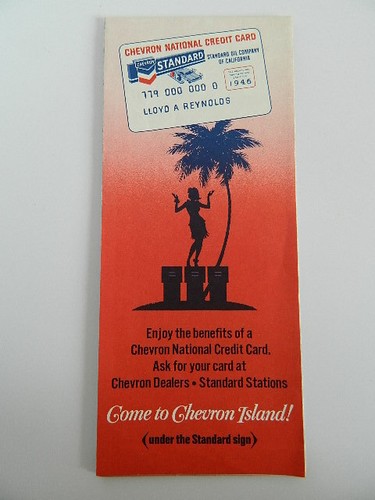 CHEVRON NATIONAL CREDIT CARD
CHEVRON
STANDARD
STANDARD OIL COMPANY
OF CALIFORNIA
1946
779 000 000 0
LLOYD A REYNOLDS
Enjoy the benefits of a
Chevron National Credit Card.
Ask for your card at
Chevron Dealers • Standard Stations
Come to Chevron Island!
(under the Standard sign)